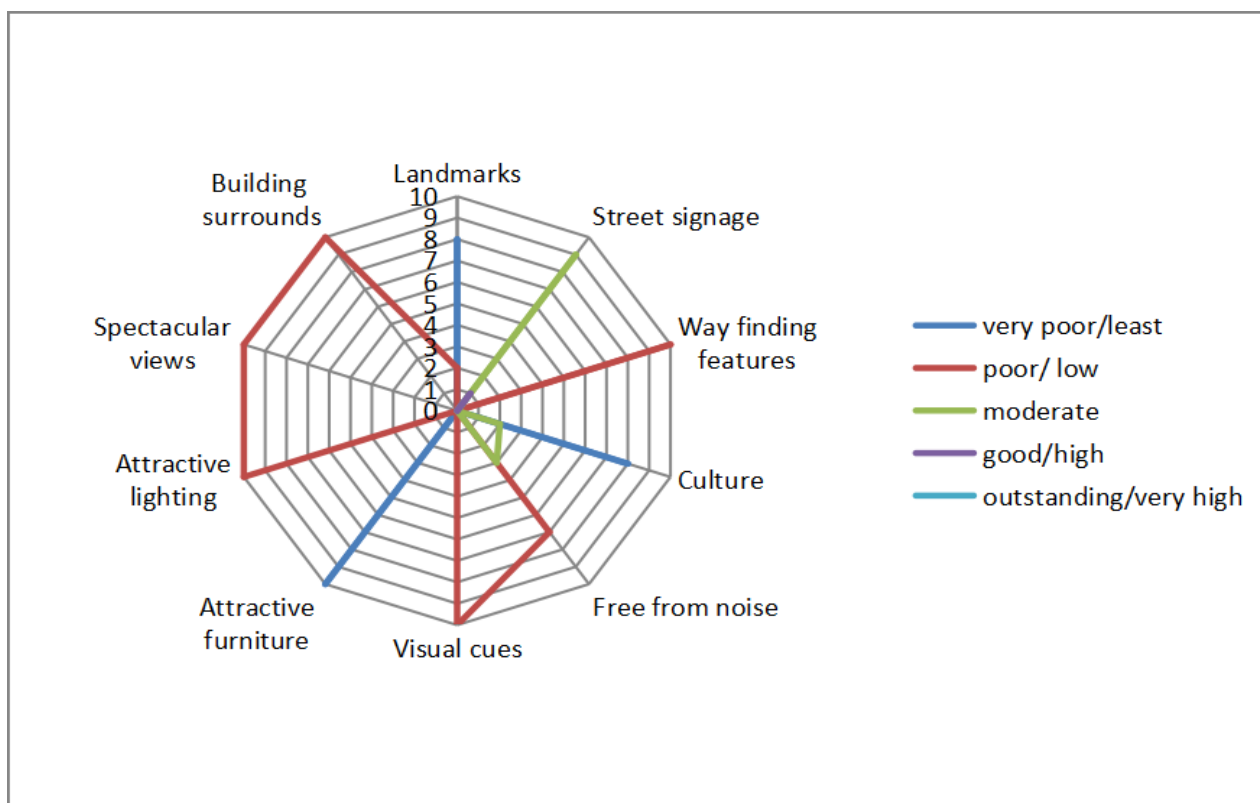 Landmarks
Street signage
Way finding
features
Culture
Free from noise
Visual cues
Attractive
furniture
Attractive
lighting
Spectacular
views
Building
surrounds
10
9
8
7
6
5
4
3
2
1
0
very poor/least
poor/ low
moderate
good/high
outstanding/very high